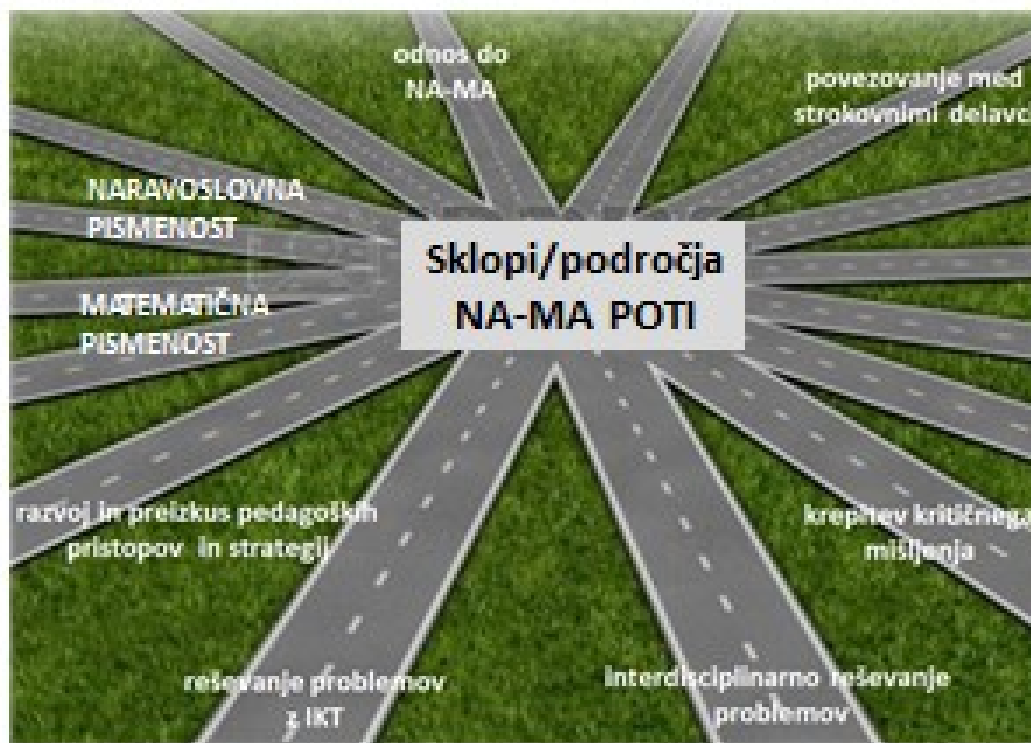 odnos do
NA-MA
povezovanje med
strokovnimi delavci
NARAVOSLOVNA
PISMENOST
Sklopi/področja
NA-MA POTI
MATEMATIČNA
PISMENOST
razvoj in preizkus pedagoških
pristopov in strategij
krepitev kritičnega
mišljenja
reševanje problemov
z IKT
interdisciplinarno reševanje
problemov